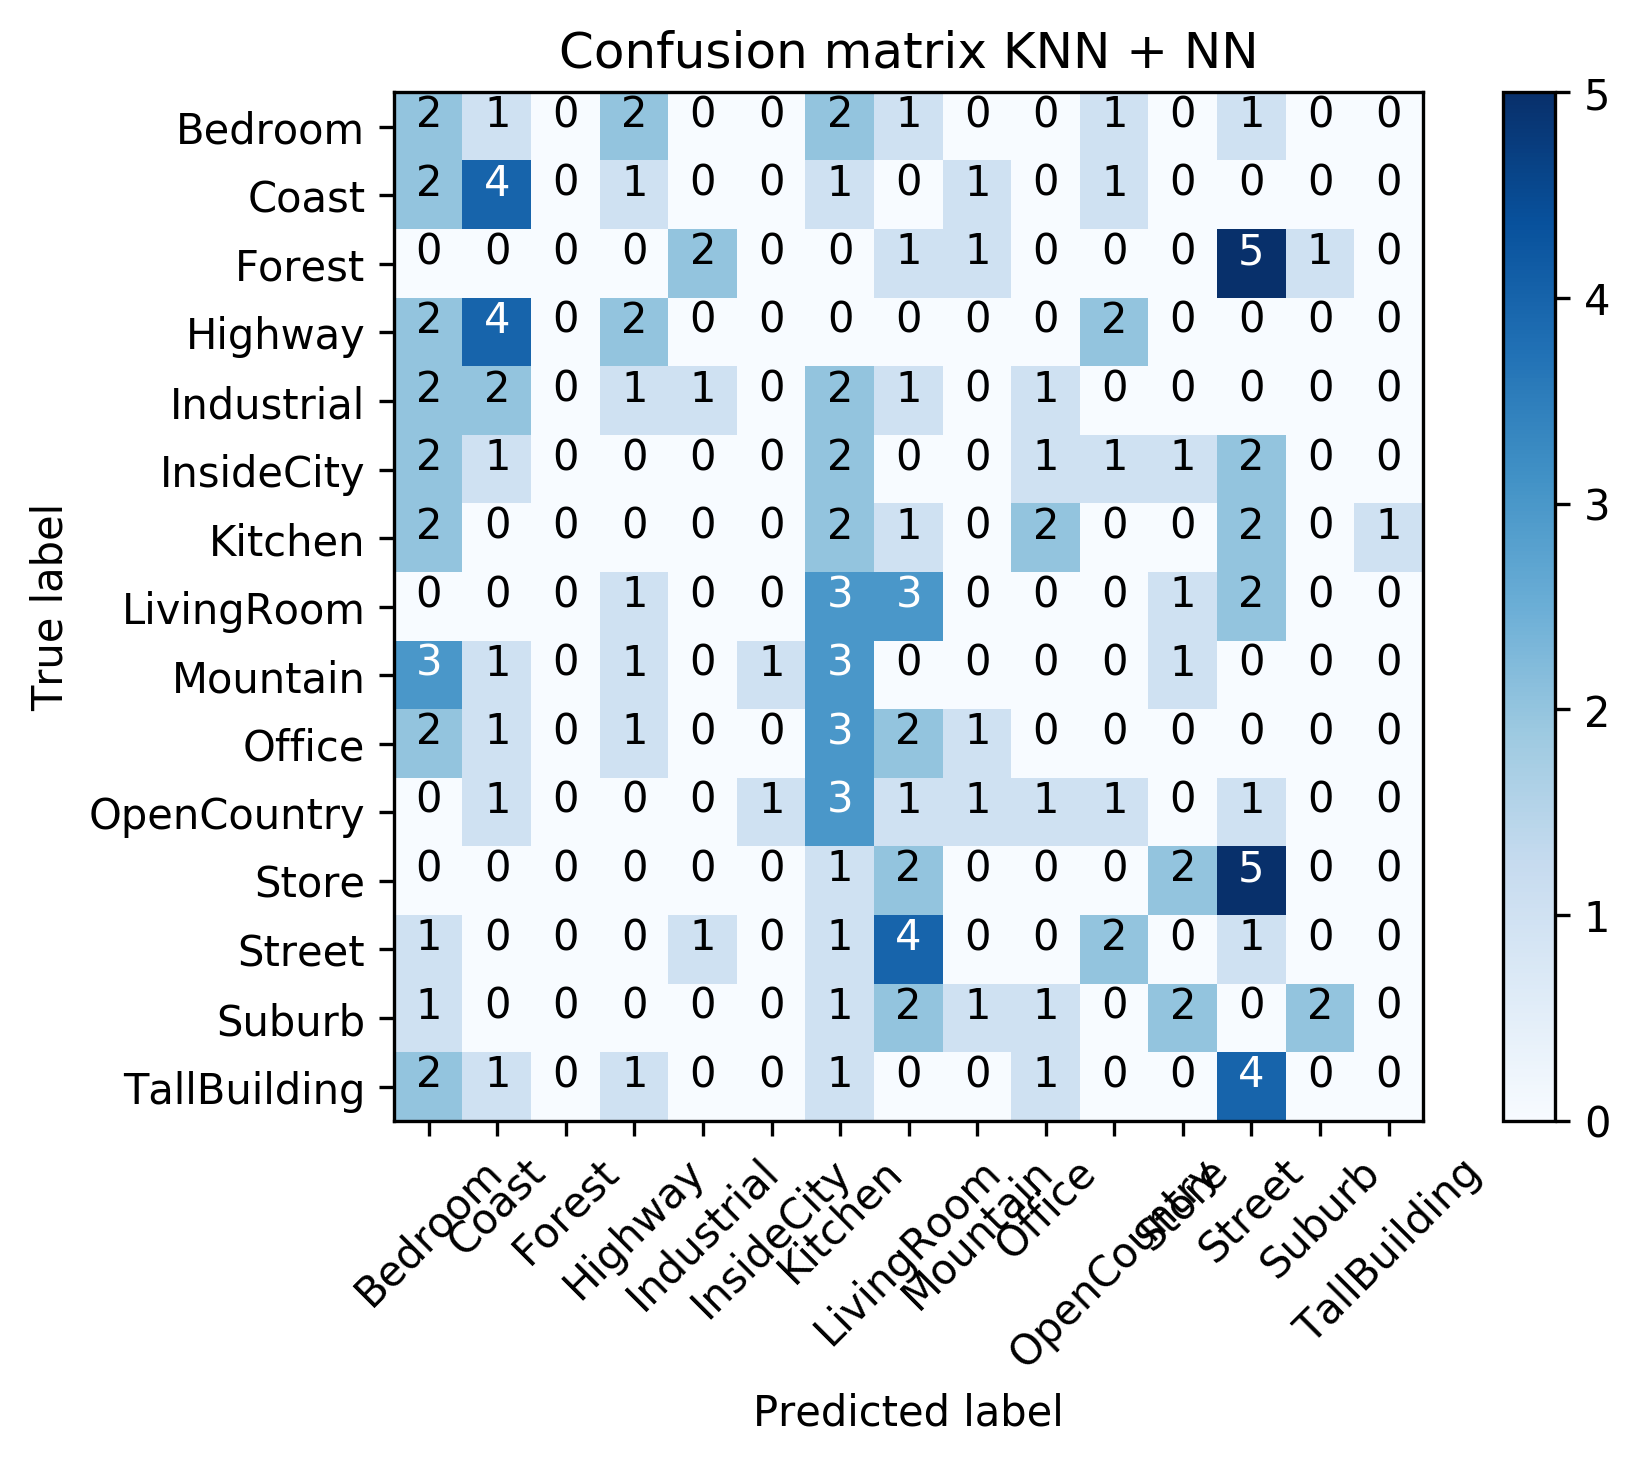 Confusion matrix KNN + NN
True label
Bedroom 2 1 0 2 0 0 2 1 0 0 1 0 1 0 0
Coast 2 4 0 1 0 0 1 0 1 0 1 0 0 0 0
Forest 0 0 0 0 2 0 0 1 1 0 0 0 5 1 0
Highway 2 4 0 2 0 0 0 0 0 0 2 0 0 0 0
Industrial 2 2 0 1 1 0 2 1 0 1 0 0 0 0 0
InsideCity 2 1 0 0 0 0 2 0 0 1 1 1 2 0 0
Kitchen 2 0 0 0 0 0 2 1 0 2 0 0 2 0 1
LivingRoom 0 0 0 1 0 0 3 3 0 0 0 1 2 0 0
Mountain 3 1 0 1 0 1 3 0 0 0 0 1 0 0 0
Office 2 1 0 1 0 0 3 2 1 0 0 0 0 0 0
OpenCountry 0 1 0 0 0 1 3 1 1 1 1 0 1 0 0
Store 0 0 0 0 0 0 1 2 0 0 0 2 5 0 0
Street 1 0 0 0 1 0 1 4 0 0 2 0 1 0 0
Suburb 1 0 0 0 0 0 1 2 1 1 0 2 0 2 0
TallBuilding 2 1 0 1 0 0 1 0 0 1 0 0 4 0 0
Bedroom
Coast
Forest
Highway
Industrial
InsideCity
Kitchen
LivingRoom
Mountain
Office
OpenCountry
Store
Street
Suburb
TallBuilding
Predicted label
5
4
3
2
1
0